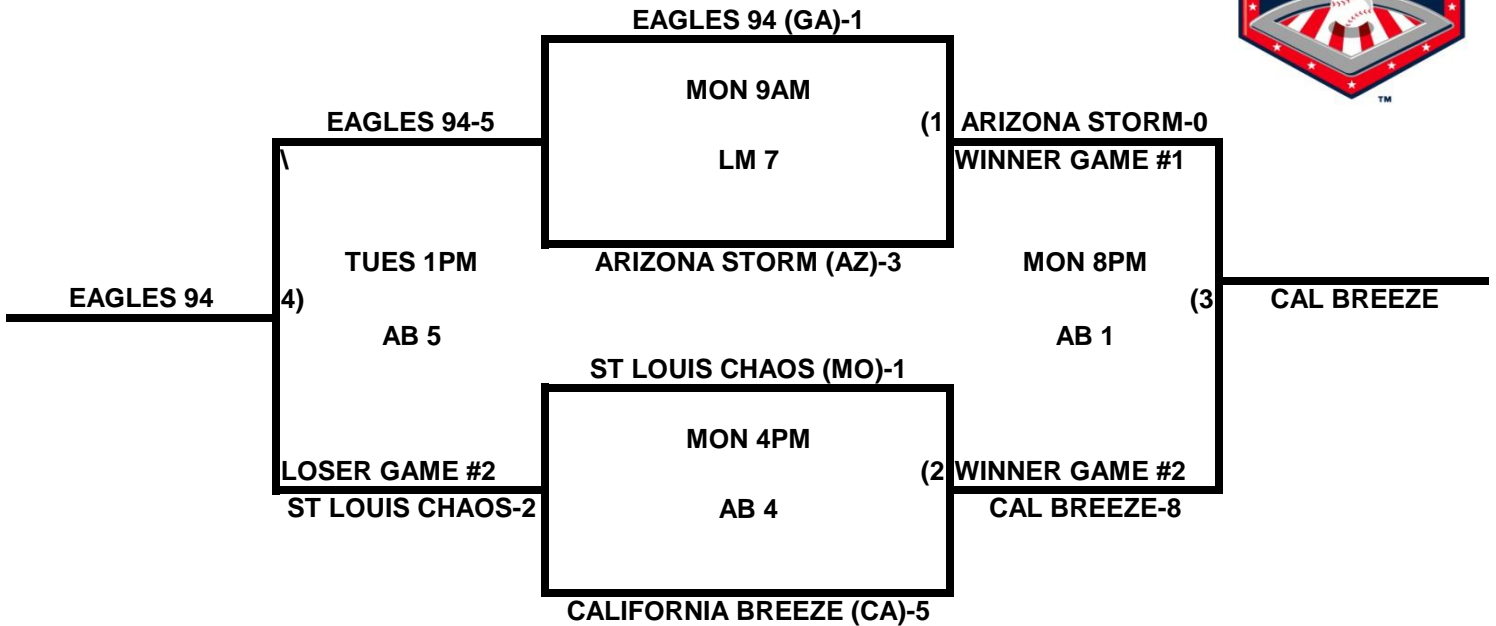 EAGLES 94 (GA)-1
MON 9AM
EAGLES 94-5
(1 ARIZONA STORM-0
\
LM 7
WINNER GAME #1
TUES 1PM
ARIZONA STORM (AZ)-3
MON 8PM
EAGLES 94
4)
(3
CAL BREEZE
AB 5
AB 1
ST LOUIS CHAOS (MO)-1
MON 4PM
LOSER GAME #2
(2 WINNER GAME #2
ST LOUIS CHAOS-2
AB 4
CAL BREEZE-8
CALIFORNIA BREEZE (CA)-5
TM